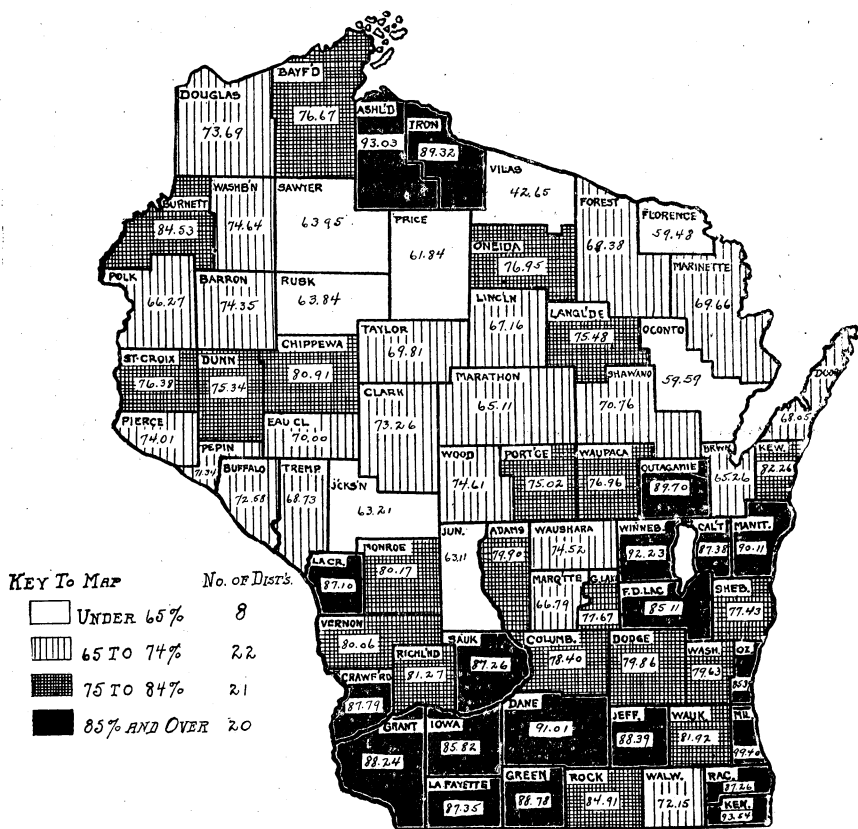 BAYF'D
76.67
DOUGLAS
73.69
ASHL'D
93.03
IRON
89.32
VILAS
42.65
BURNETT
84.53
WASHB'N
74.64
SAWYER
63.95
PRICE
61.84
ONEIDA
76.95
FOREST
68.38
FLORENCE
59.48
MARINETTE
69.66
POLK
66.27
BARRON
74.35
RUSK
63.84
TAYLOR
69.81
LINCLN
67.16
LANGL'DE
75.48
OCONTO
59.59
ST. CROIX
76.38
DUNN
75.34
CHIPPEWA
80.91
CLARK
73.26
MARATHON
65.11
SHAWANO
70.76
DOOR
68.05
PIERCE
74.01
PEPIN
71.34
EAU CL
70.00
BUFFALO
72.58
TREMP.
68.73
J'CKS'N
63.21
WOOD
74.61
PORT'GE
75.02
WAUPACA
76.96
OUTAGAMIE
89.70
BRWN
65.26
KEW.
82.26
LA CR.
87.10
MONROE
80.17
JUN.
63.11
ADAMS
79.90
WAUSHARA
74.52
WINNEB.
92.23
CAL'T
87.38
MANIT.
90.11
MARQ'TTE
66.79
G. LAKE
77.67
F.D. LAC
85.11
SHEB.
77.43
VERNON
80.06
RICHL'ND
81.27
SAUK
87.26
COLUMB.
78.40
DODGE
79.86
WASH.
79.63
OZ.
CRAWF'RD
87.79
GRANT
88.24
IOWA
85.82
DANE
91.01
JEFF.
88.39
WAUK.
81.92
MIL.
99.40
LA FAYETTE
87.35
GREEN
88.78
ROCK
84.91
WALW.
72.15
RAC.
87.26
KEN.
93.54
KEY TO MAP No. OF DIST'S.
UNDER 65% 8
65 TO 74% 22
75 TO 84% 21
85% AND OVER 20